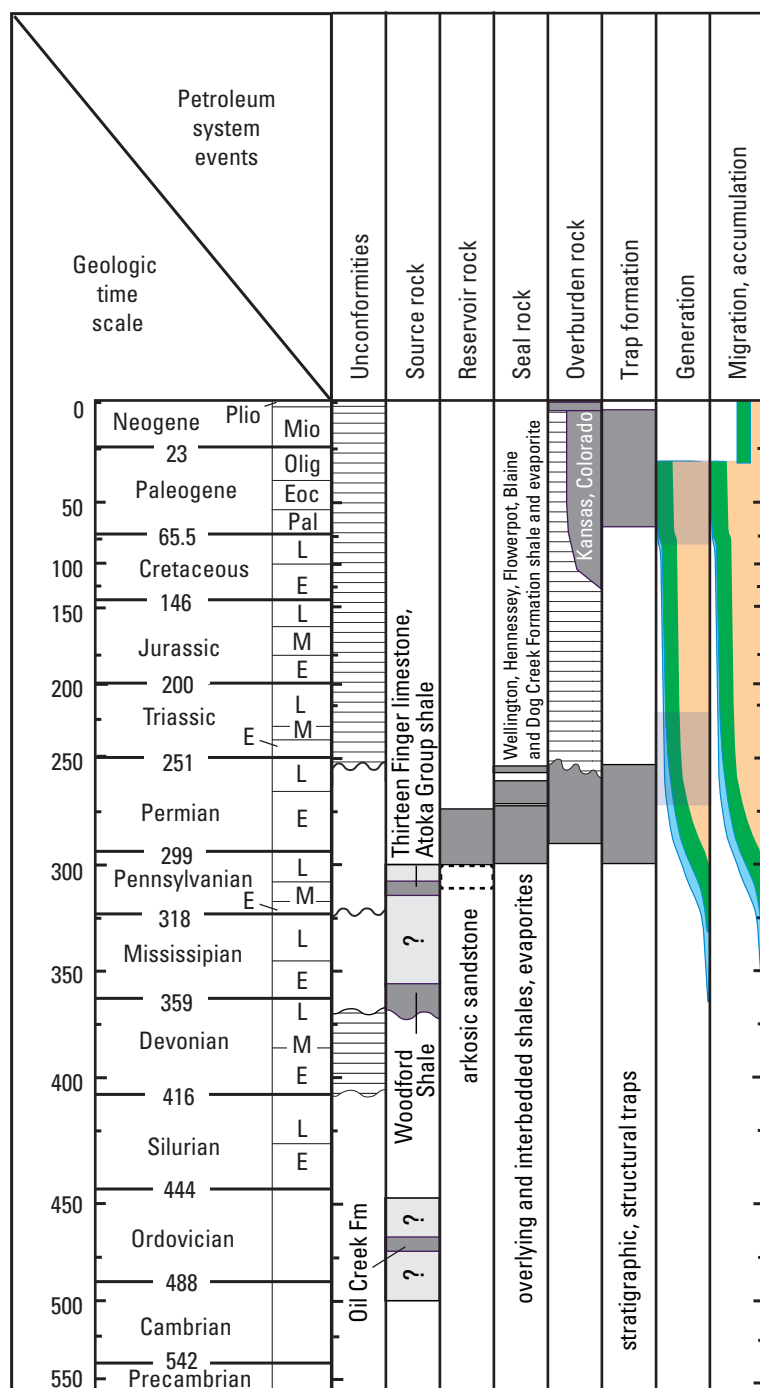 Petroleum
system
events
Geologic
time
scale
Unconformities
Source rock
Reservoir rock
Seal rock
Overburden rock
Trap formation
Generation
Migration, accumulation
0
50
100
150
200
250
300
350
400
450
500
550
Neogene
Plio
Mio
23
Paleogene
Olig
Eoc
Pal
65.5
Cretaceous
L
E
146
Jurassic
L
M
E
200
Triassic
L
M
E
251
Permian
L
E
299
Pennsylvanian
L
M
E
318
Mississipian
L
E
359
Devonian
L
M
E
416
Silurian
L
E
444
Ordovician
488
Cambrian
542
Precambrian
Thirteen Finger limestone,
Atoka Group shale
?
Woodford
Shale
?
Oil Creek Fm
?
arkosic sandstone
Wellington, Hennessey, Flowerpot, Blaine
and Dog Creek Formation shale and evaporite
overlying and interbedded shales, evaporites
Kansas, Colorado
stratigraphic, structural traps